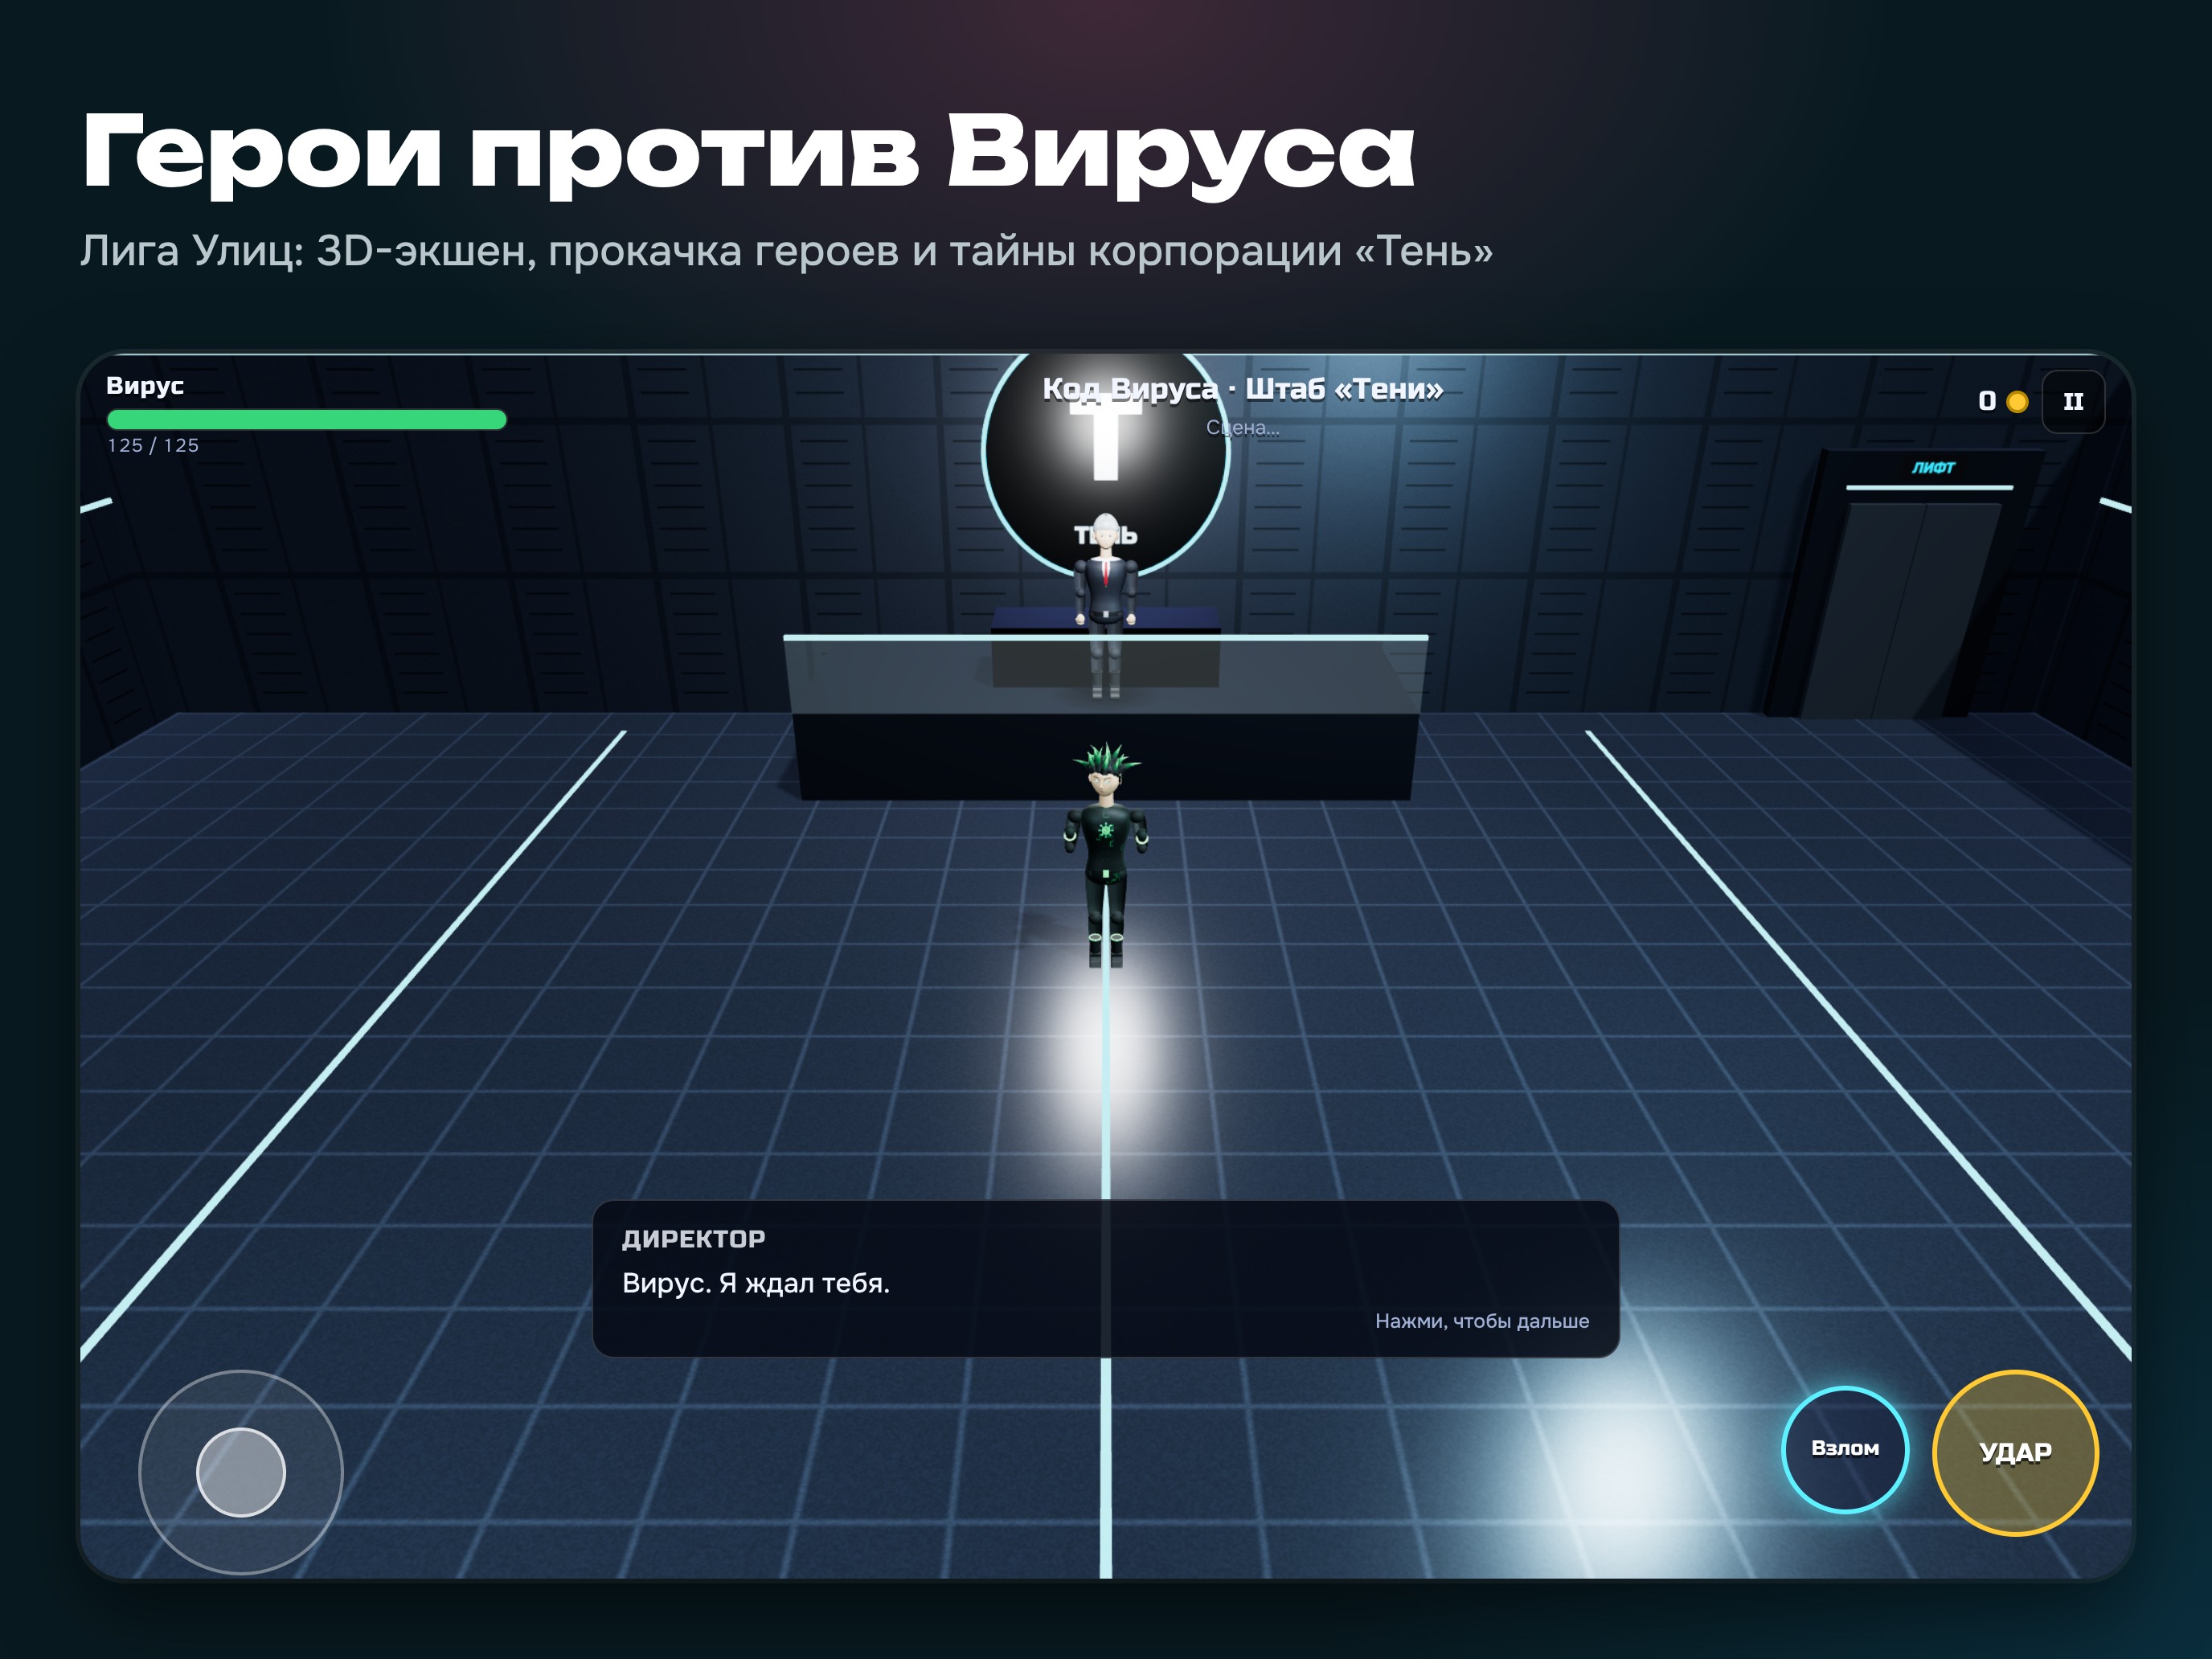 Герои против Вируса
Лига Улиц: 3D-экшен, прокачка героев и тайны корпорации «Тень»
Вирус
125 / 125
Код Вируса · Штаб «Тени»
Сцена...
0
II
Т
ЛИФТ
ДИРЕКТОР
Вирус. Я ждал тебя.
Нажми, чтобы дальше
Взлом
УДАР